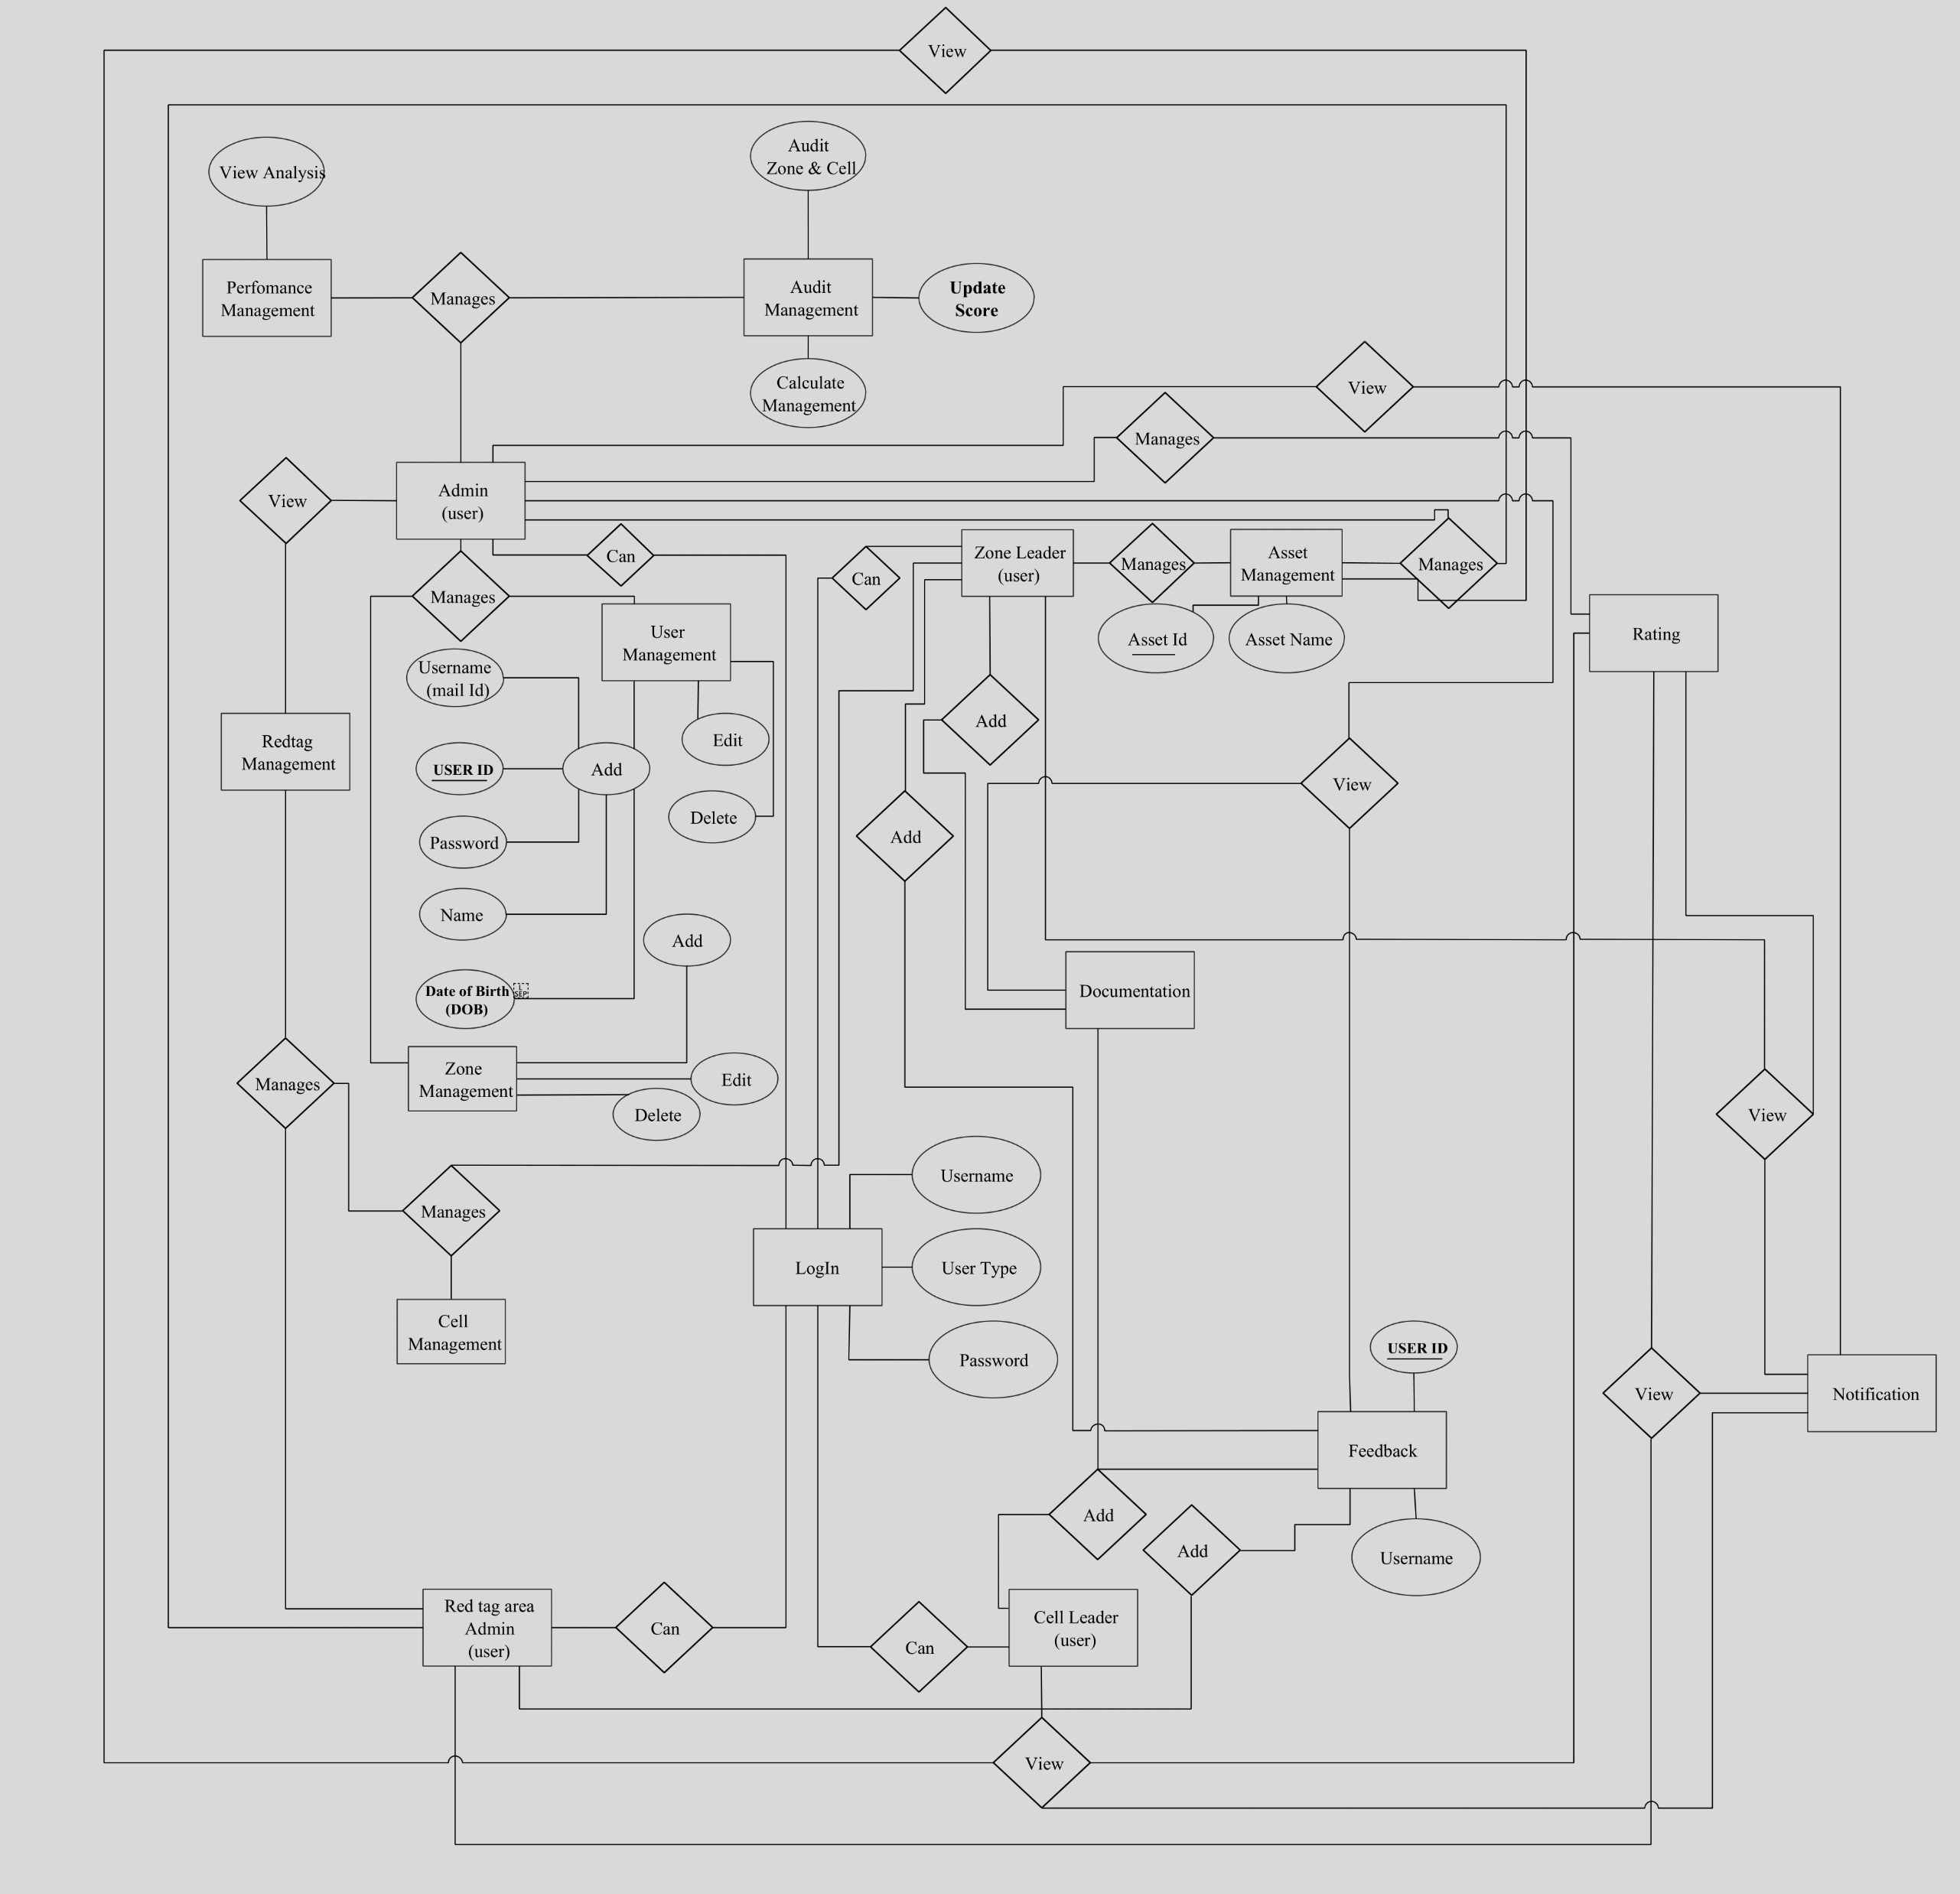 View
View Analysis
Audit
Zone & Cell
Perfomance
Management
Manages
Audit
Management
Update
Score
Calculate
Management
View
Manages
View
Admin
(user)
Can
Can
Zone Leader
(user)
Manages
Asset
Management
Manages
Manages
User
Management
Asset Id
Asset Name
Rating
Username
(mail Id)
Add
Edit
Redtag
Management
USER ID
Add
View
Delete
Add
Password
Name
Add
Date of Birth
(DOB)
L
SEP
Documentation
Zone
Management
Edit
Manages
Delete
View
Username
Manages
LogIn
User Type
Cell
Management
Password
USER ID
View
Notification
Feedback
Add
Add
Username
Red tag area
Admin
(user)
Can
Can
Cell Leader
(user)
View